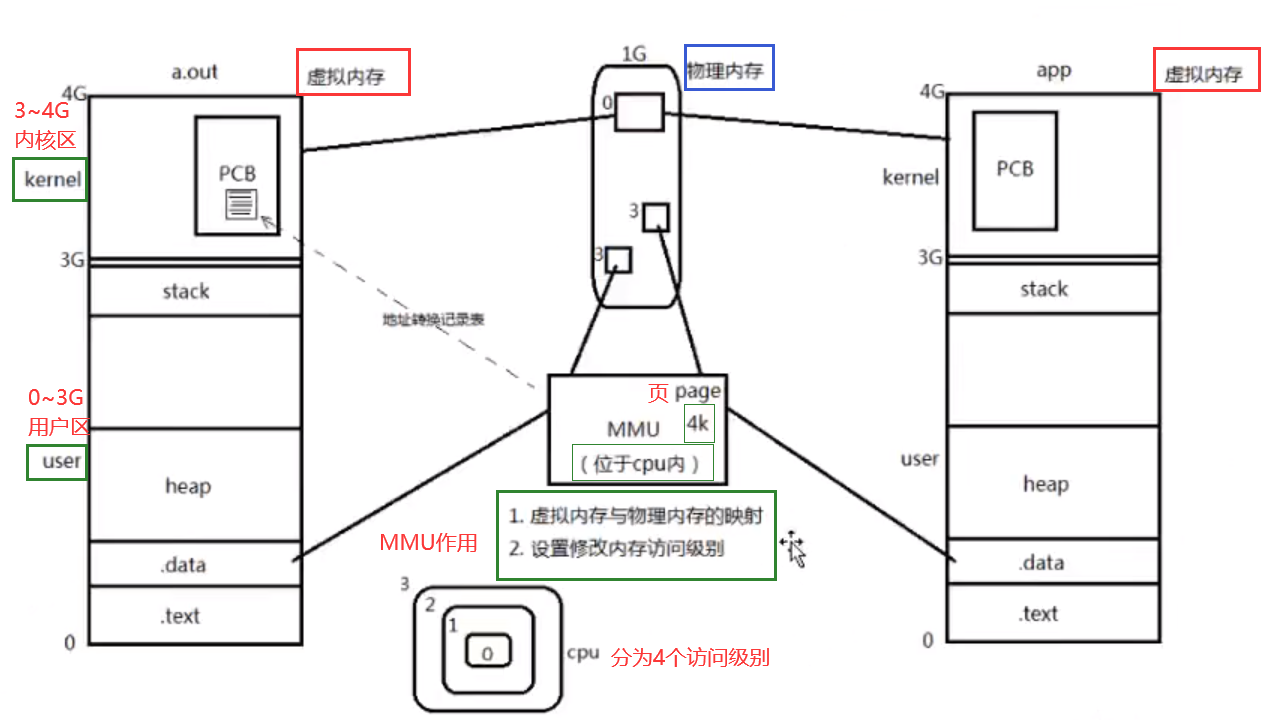 a.out
虚拟内存
4G
3~4G
内核区
kernel
PCB
3G
stack
0~3G
用户区
user
heap
.data
.text
0
1G
物理内存
0
3
3
地址转换记录表
页 page
MMU
4k
（位于cpu内）
MMU作用
1. 虚拟内存与物理内存的映射
2. 设置修改内存访问级别
3
2
1
0
cpu
分为4个访问级别
app
虚拟内存
4G
kernel
PCB
3G
stack
user
heap
.data
.text
0